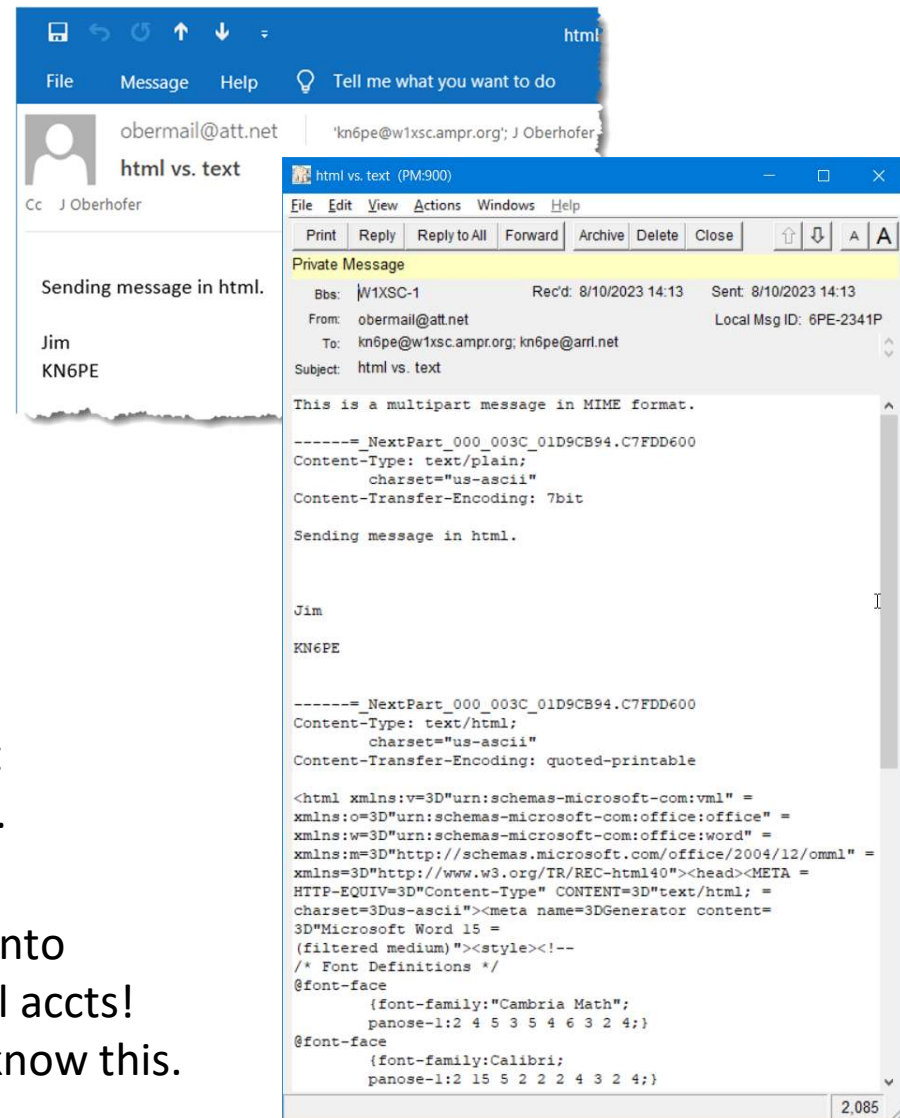 html
File Message Help Tell me what you want to do
obermail@att.net 'kn6pe@w1xsc.ampr.org'; J Oberhofer
html vs. text
Cc J Oberhofer
Sending message in html.
Jim
KN6PE
html vs. text (PM:900)
File Edit View Actions Windows Help
Print Reply Reply to All Forward Archive Delete Close A A
Private Message
Bbs: W1XSC-1 Rec'd: 8/10/2023 14:13 Sent: 8/10/2023 14:13
From: obermail@att.net Local Msg ID: 6PE-2341P
To: kn6pe@w1xsc.ampr.org; kn6pe@arrl.net
Subject: html vs. text
This is a multipart message in MIME format.
------=_NextPart_000_003C_01D9CB94.C7FDD600
Content-Type: text/plain;
charset="us-ascii"
Content-Transfer-Encoding: 7bit
Sending message in html.
Jim
KN6PE
------=_NextPart_000_003C_01D9CB94.C7FDD600
Content-Type: text/html;
charset="us-ascii"
Content-Transfer-Encoding: quoted-printable
<html xmlns:v=3D"urn:schemas-microsoft-com:vml" =
xmlns:o=3D"urn:schemas-microsoft-com:office:office" =
xmlns:w=3D"urn:schemas-microsoft-com:office:word" =
xmlns:m=3D"http://schemas.microsoft.com/office/2004/12/omml" =
xmlns=3D"http://www.w3.org/TR/REC-html40"><head><META =
HTTP-EQUIV=3D"Content-Type" CONTENT=3D"text/html; =
charset=3Dus-ascii"><meta name=3DGenerator content=
3D"Microsoft Word 15 =
(filtered medium)"><style><!--
/* Font Definitions */
@font-face
{font-family:"Cambria Math";
panose-1:2 4 5 3 5 4 6 3 2 4;}
@font-face
{font-family:Calibri;
panose-1:2 15 5 2 2 2 4 3 2 4;}
2,085
.
nto
l accts!
know this.